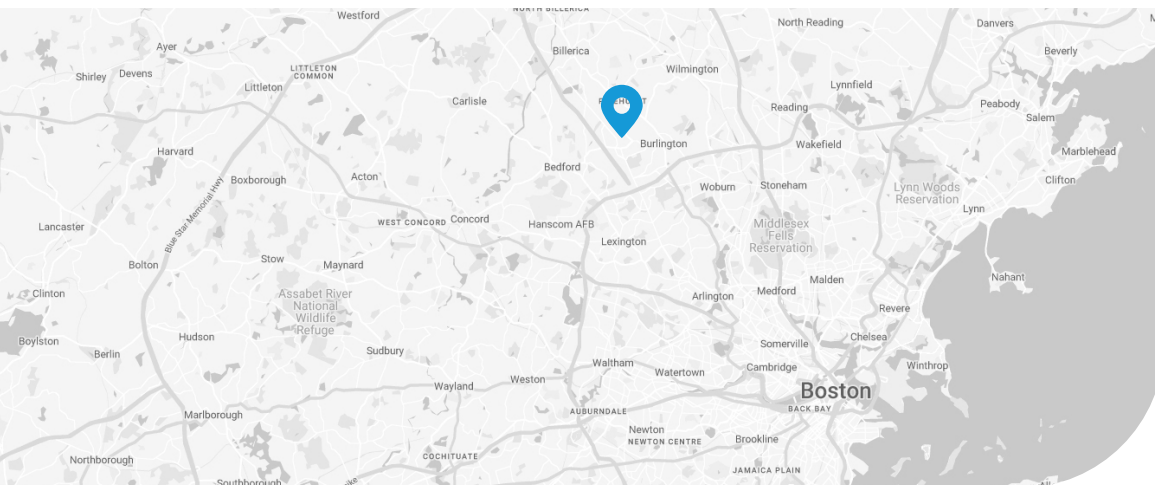 NORTH BILLERICA
Westford
North Reading
Danvers
Ayer
Billerica
Beverly
LITTLETON
COMMON
Shirley
Devens
Littleton
Wilmington
Lynnfield
Carlisle
Reading
Peabody
Salem
Harvard
Burlington
Wakefield
Marblehead
Bedford
Acton
Boxborough
Woburn
Stoneham
Clifton
Lynn Woods
Reservation
Blue Star Memorial Hwy
Lynn
Lancaster
WEST CONCORD
Concord
Hanscom AFB
Middlesex
Fells
Reservation
Lexington
Stow
Maynard
Bolton
Nahant
Malden
Clinton
Assabet River
National
Wildlife
Refuge
Arlington
Medford
Revere
Boylston
Hudson
Chelsea
Berlin
Sudbury
Somerville
Waltham
Watertown
Cambridge
Winthrop
Wayland
Weston
Boston
BACK BAY
Marlborough
AUBURNDALE
Newton
NEWTON CENTRE
Brookline
Northborough
COCHITUATE
JAMAICA PLAIN
Southborough